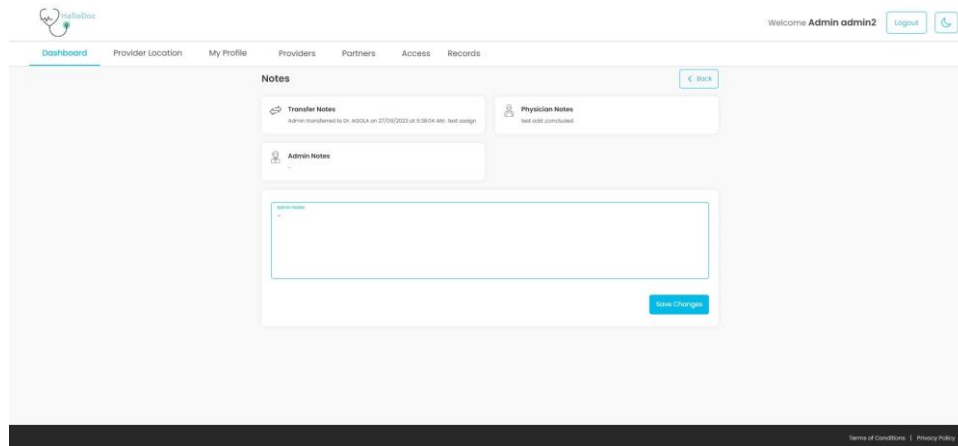 HalloDoc
Welcome Admin admin2 Logout
Dashboard Provider Location My Profile Providers Partners Access Records
Notes
Back
Transfer Notes
Admin transferred to Dr. AGOLA on 27/09/2023 at 9:36:04 AM- test assign
Physician Notes
test add ,concluded
Admin Notes
-
Admin Notes
-
Save Changes
Terms of Conditions | Privacy Policy